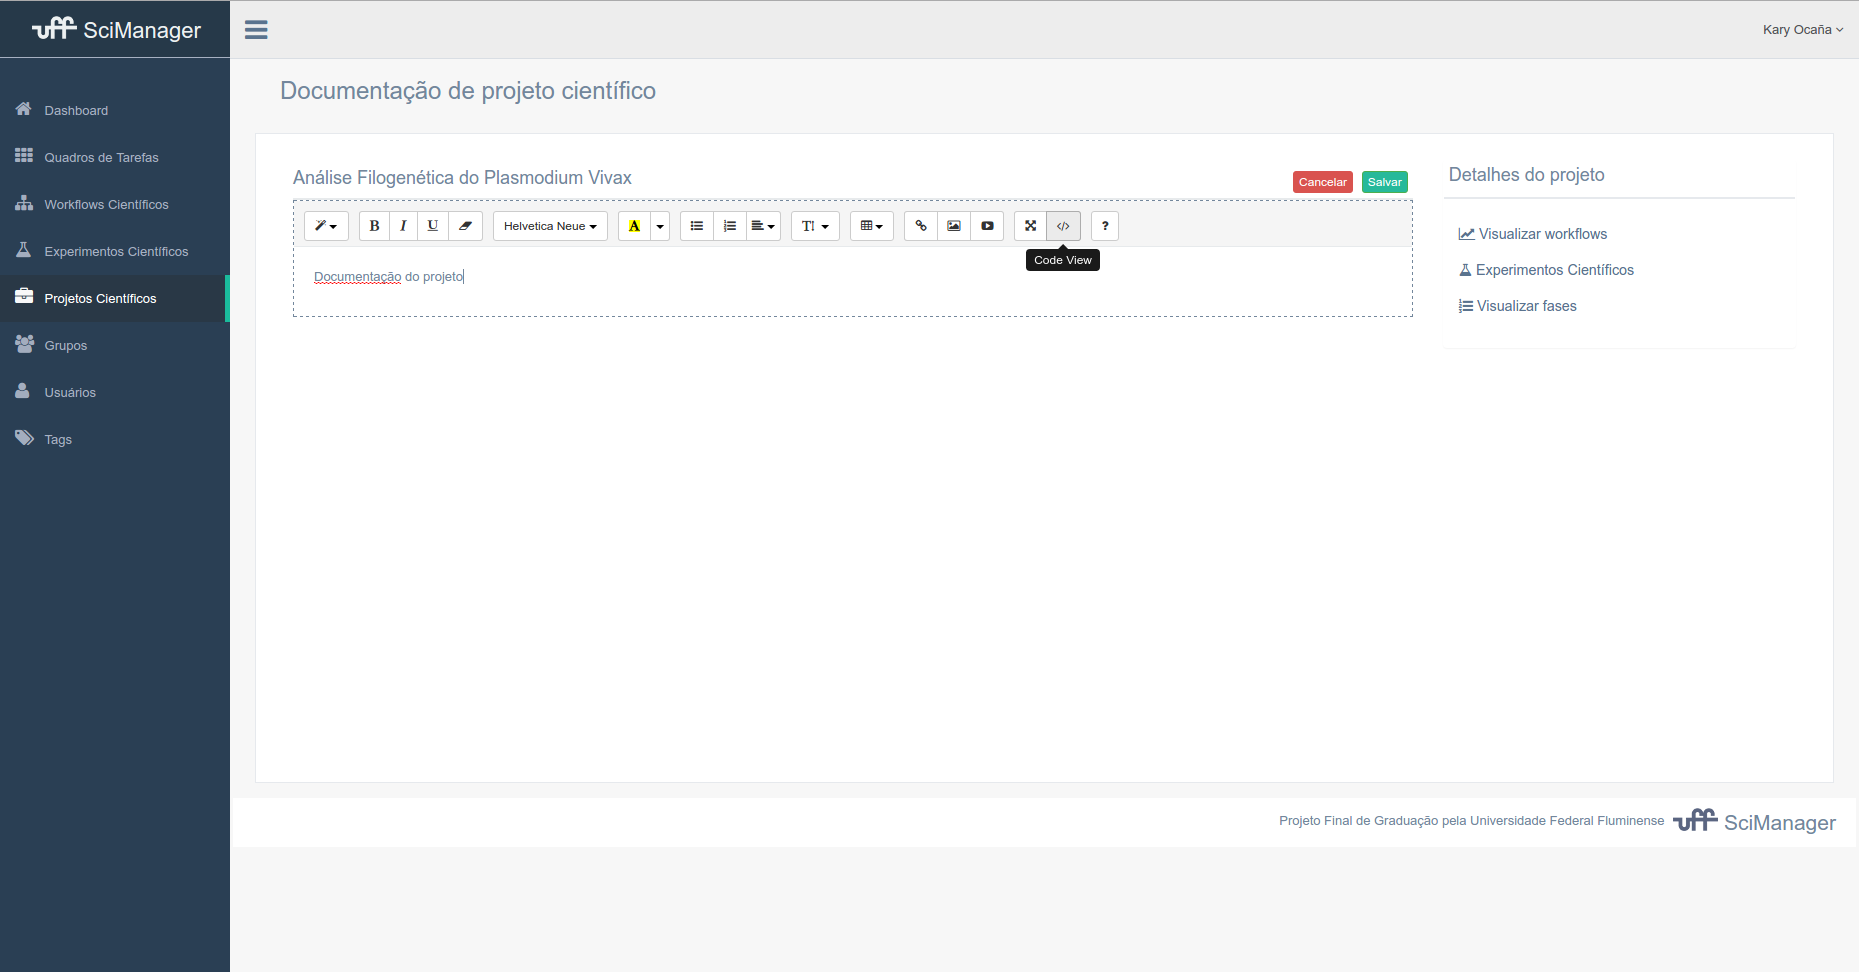 uff SciManager
Kary Ocaña
Dashboard
Quadros de Tarefas
Workflows Científicos
Experimentos Científicos
Projetos Científicos
Grupos
Usuários
Tags
Documentação de projeto científico
Análise Filogenética do Plasmodium Vivax
Cancelar Salvar
B I U Helvetica Neue A T! </> ?
Code View
Documentação do projeto
Detalhes do projeto
Visualizar workflows
Experimentos Científicos
Visualizar fases
Projeto Final de Graduação pela Universidade Federal Fluminense uff SciManager